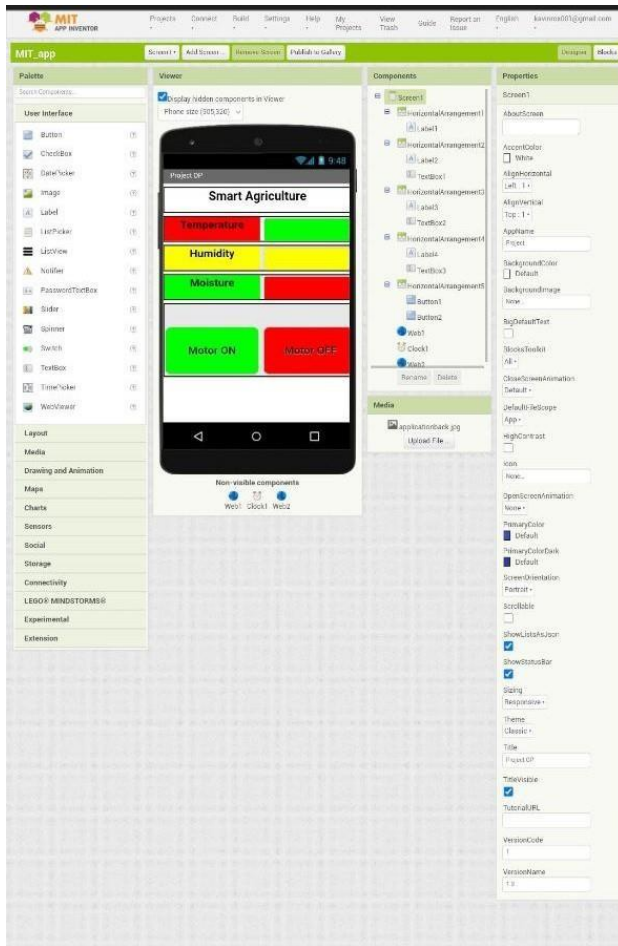 MIT
APP INVENTOR
Projects Connect Build Settings Help My Projects View Trash Guide Report an Issue English
MIT_app
Screen1 Add Screen ... Remove Screen Publish to Gallery Designer Blocks
Palette
Search Components...
User Interface
Button
CheckBox
DatePicker
Image
Label
ListPicker
ListView
Notifier
PasswordTextBox
Slider
Spinner
Switch
TextBox
TimePicker
WebViewer
Layout
Media
Drawing and Animation
Maps
Charts
Sensors
Social
Storage
Connectivity
LEGO® MINDSTORMS®
Experimental
Extension
Viewer
Display hidden components in Viewer
Phone size (505,320)
9:48
Project DP
Smart Agriculture
Temperature
Humidity
Moisture
Motor ON
Motor OFF
Non-visible components
Web1 Clock1 Web2
Components
Screen1
HorizontalArrangement1
Label1
HorizontalArrangement2
Label2
TextBox1
HorizontalArrangement3
Label3
TextBox2
HorizontalArrangement4
Label4
TextBox3
HorizontalArrangement5
Button1
Button2
Web1
Clock1
Web2
Rename Delete
Media
applicationback.jpg
Upload File ...
Properties
Screen1
AboutScreen
AccentColor
White
AlignHorizontal
Left : 1
AlignVertical
Top : 1
AppName
Project
BackgroundColor
Default
BackgroundImage
None...
BigDefaultText
BlocksToolkit
All
CloseScreenAnimation
Default
DefaultFileScope
App
HighContrast
Icon
None...
OpenScreenAnimation
None
PrimaryColor
Default
PrimaryColorDark
Default
ScreenOrientation
Portrait
Scrollable
ShowListsAsJson
ShowStatusBar
Sizing
Responsive
Theme
Classic
Title
Project DP
TitleVisible
TutorialURL
VersionCode
1
VersionName
1.0